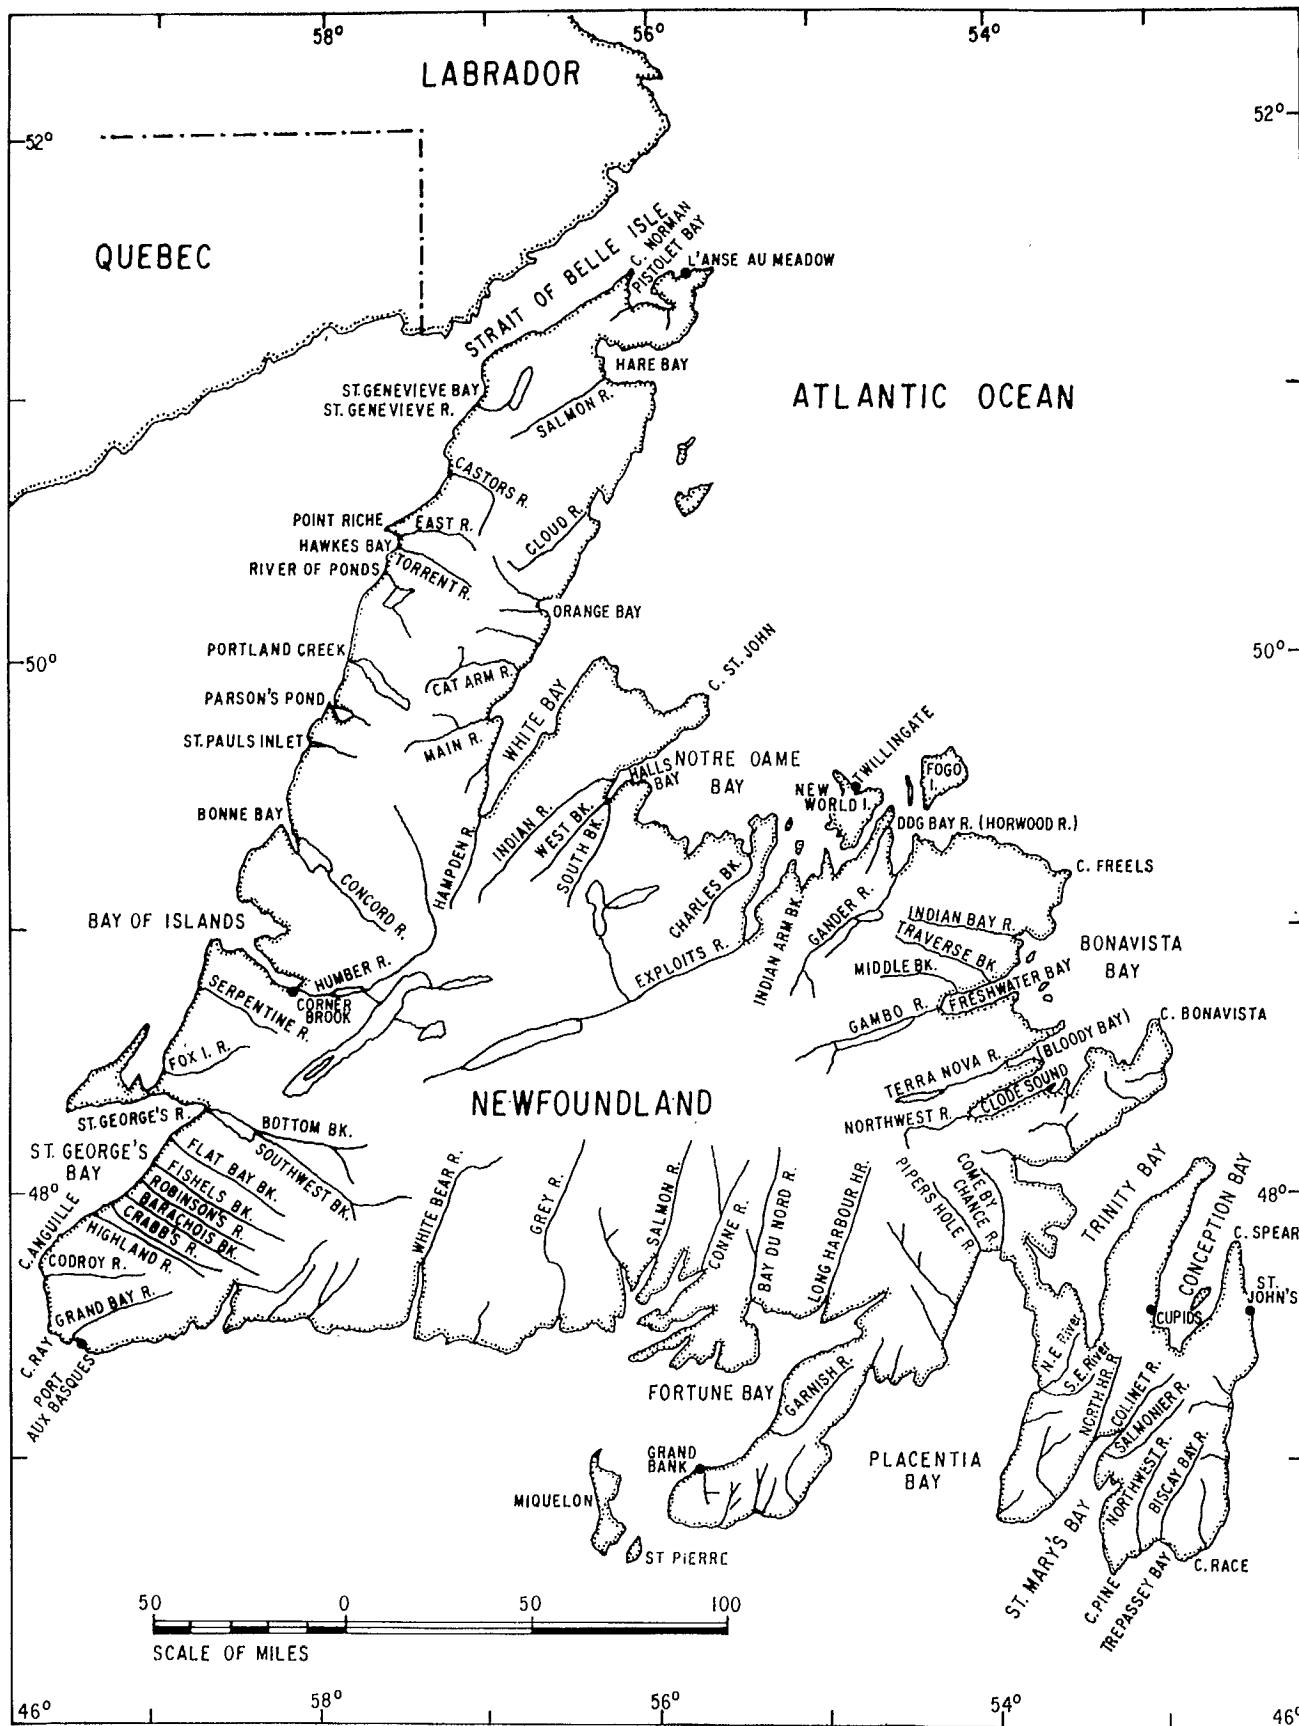 58°
56°
54°
LABRADOR
52°
52°
QUEBEC
STRAIT OF BELLE ISLE
C. NORMAN
PISTOLET BAY
L'ANSE AU MEADOW
HARE BAY
ST. GENEVIEVE BAY
ST. GENEVIEVE R.
SALMON R.
ATLANTIC OCEAN
CASTORS R.
POINT RICHE
EAST R.
CLOUD R.
HAWKES BAY
RIVER OF PONDS
TORRENT R.
ORANGE BAY
PORTLAND CREEK
50°
50°
CAT ARM R.
C. ST. JOHN
PARSON'S POND
WHITE BAY
ST. PAULS INLET
MAIN R.
NOTRE DAME
BAY
HALLS
BAY
TWILLINGATE
FOGO
I.
NEW
WORLD I.
BONNE BAY
INDIAN R.
WEST BK.
SOUTH BK.
HAMPDEN R.
DOG BAY R. (HORWOOD R.)
C. FREELS
CONCORD R.
CHARLES BK.
INDIAN ARM BK.
GANDER R.
INDIAN BAY R.
TRAVERSE BK.
BAY OF ISLANDS
BONAVISTA
BAY
HUMBER R.
EXPLOITS R.
MIDDLE BK.
FRESHWATER BAY
CORNER
BROOK
SERPENTINE R.
GAMBO R.
C. BONAVISTA
FOX I. R.
TERRA NOVA R.
(BLOODY BAY)
CLODE SOUND
NEWFOUNDLAND
ST. GEORGE'S R.
BOTTOM BK.
NORTHWEST R.
ST. GEORGE'S
BAY
FLAT BAY BK.
SOUTHWEST BK.
FISHELS BK.
ROBINSON'S R.
BARACHOIS BK.
CRABB'S R.
HIGHLAND R.
C. ANGUILLE
CODROY R.
GRAND BAY R.
C. RAY
PORT
AUX BASQUES
WHITE BEAR R.
GREY R.
SALMON R.
CONNE R.
BAY DU NORD R.
LONG HARBOUR HR.
PIPERS HOLE R.
COME BY
CHANCE R.
TRINITY BAY
CONCEPTION BAY
48°
48°
C. SPEAR
ST.
JOHN'S
CUPIDS
N.E River
S.E. River
NORTH HR. R.
COLINET R.
SALMONIER R.
NORTHWEST R.
BISCAY BAY R.
FORTUNE BAY
GARNISH R.
GRAND
BANK
PLACENTIA
BAY
MIQUELON
ST PIERRE
ST. MARY'S BAY
C. PINE
TREPASSEY BAY
C. RACE
50
0
50
100
SCALE OF MILES
46°
58°
56°
54°
46°